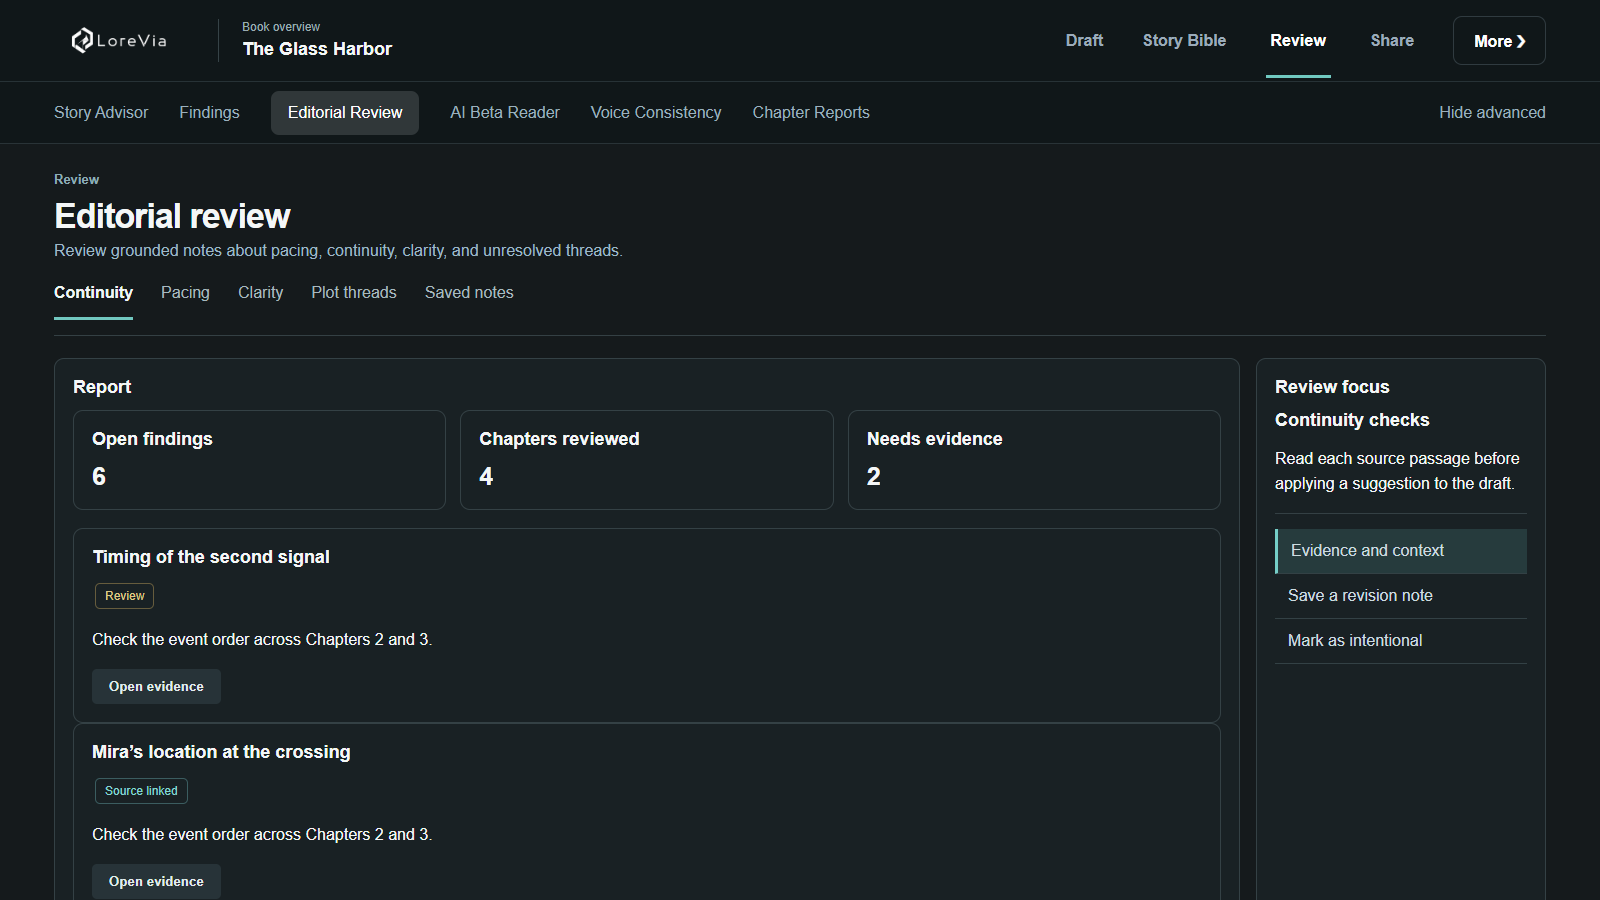 LoreVia
Book overview
The Glass Harbor
Draft
Story Bible
Review
Share
More ❯
Story Advisor
Findings
Editorial Review
AI Beta Reader
Voice Consistency
Chapter Reports
Hide advanced
Review
Editorial review
Review grounded notes about pacing, continuity, clarity, and unresolved threads.
Continuity
Pacing
Clarity
Plot threads
Saved notes
Report
Open findings
6
Chapters reviewed
4
Needs evidence
2
Timing of the second signal
Review
Check the event order across Chapters 2 and 3.
Open evidence
Mira’s location at the crossing
Source linked
Check the event order across Chapters 2 and 3.
Open evidence
Review focus
Continuity checks
Read each source passage before
applying a suggestion to the draft.
Evidence and context
Save a revision note
Mark as intentional